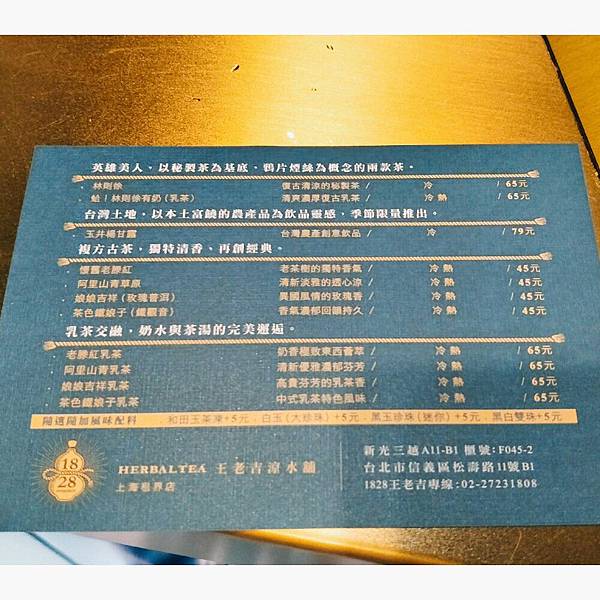 英雄美人，以秘製茶為基底，鴉片煙絲為概念的兩款茶。
． 林則徐 復古清涼的秘製茶 / 冷 / 65元
． 蛤！林則徐有奶（乳茶） 清爽濃厚復古乳茶 / 冷 熱 / 65元
台灣土地，以本土富饒的農產品為飲品靈感，季節限量推出。
． 玉井楊甘露 台灣農產創意飲品 / 冷 / 79元
複方古茶，獨特清香、再創經典。
． 懷舊老勝紅 老茶樹的獨特香氣 / 冷 熱 / 45元
． 阿里山青草原 清新淡雅的透心涼 / 冷 熱 / 45元
． 娘娘吉祥（玫瑰普洱） 異國風情的玫瑰香 / 冷 熱 / 45元
． 茶色鐵娘子（鐵觀音） 香氣濃郁回韻持久 / 冷 熱 / 45元
乳茶交融，奶水與茶湯的完美邂逅。
． 老勝紅乳茶 奶香極致東西薈萃 / 冷 熱 / 65元
． 阿里山青乳茶 清新優雅濃郁芬芳 / 冷 熱 / 65元
． 娘娘吉祥乳茶 高貴芬芳的乳茶香 / 冷 熱 / 65元
． 茶色鐵娘子乳茶 中式乳茶特色風味 / 冷 熱 / 65元
隨選隨加風味配料 ．和田玉茶凍+5元．白玉（大珍珠）+5元．黑玉珍珠（迷你）+5元．黑白雙珠+5元
1828
HERBALTEA 王老吉涼水舖
上海租界店
新光三越A11-B1 櫃號：F045-2
台北市信義區松壽路11號B1
1828王老吉專線：02-27231808